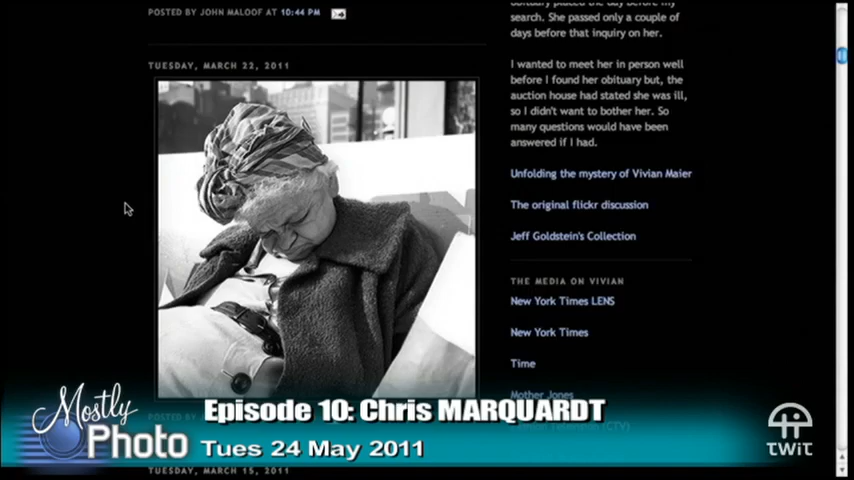 POSTED BY JOHN MALOOF AT 10:44 PM
TUESDAY, MARCH 22, 2011
obituary placed the day before my
search. She passed only a couple of
days before that inquiry on her.
I wanted to meet her in person well
before I found her obituary but, the
auction house had stated she was ill,
so I didn't want to bother her. So
many questions would have been
answered if I had.
Unfolding the mystery of Vivian Maier
The original flickr discussion
Jeff Goldstein's Collection
THE MEDIA ON VIVIAN
New York Times LENS
New York Times
Time
Mother Jones
(CTV)
POSTED BY
Mostly
Photo
Episode 10: Chris MARQUARDT
Tues 24 May 2011
TWiT
TUESDAY, MARCH 15, 2011